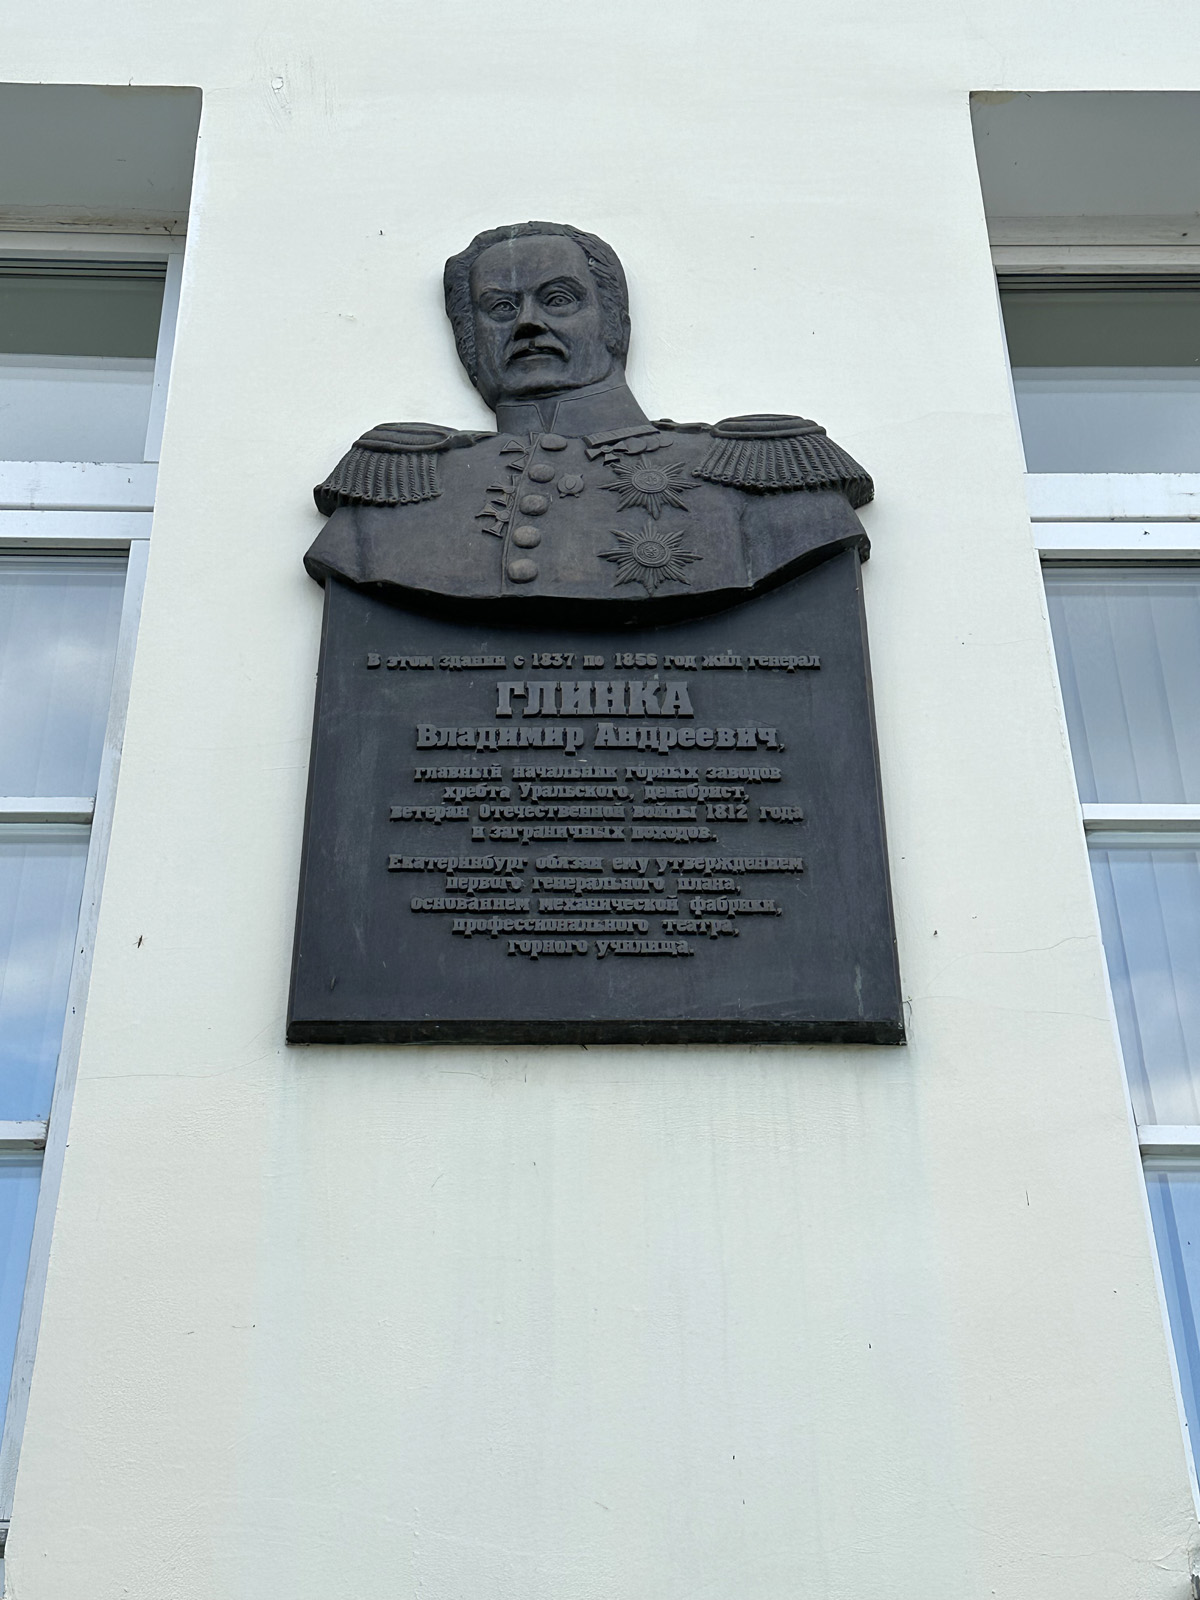 В этом здании с 1837 по 1856 год жил генерал
ГЛИНКА
Владимир Андреевич,
главный начальник горных заводов
хребта Уральского, декабрист,
ветеран Отечественной войны 1812 года
и заграничных походов.
Екатеринбург обязан ему утверждением
первого генерального плана,
основанием механической фабрики,
профессионального театра,
горного училища.